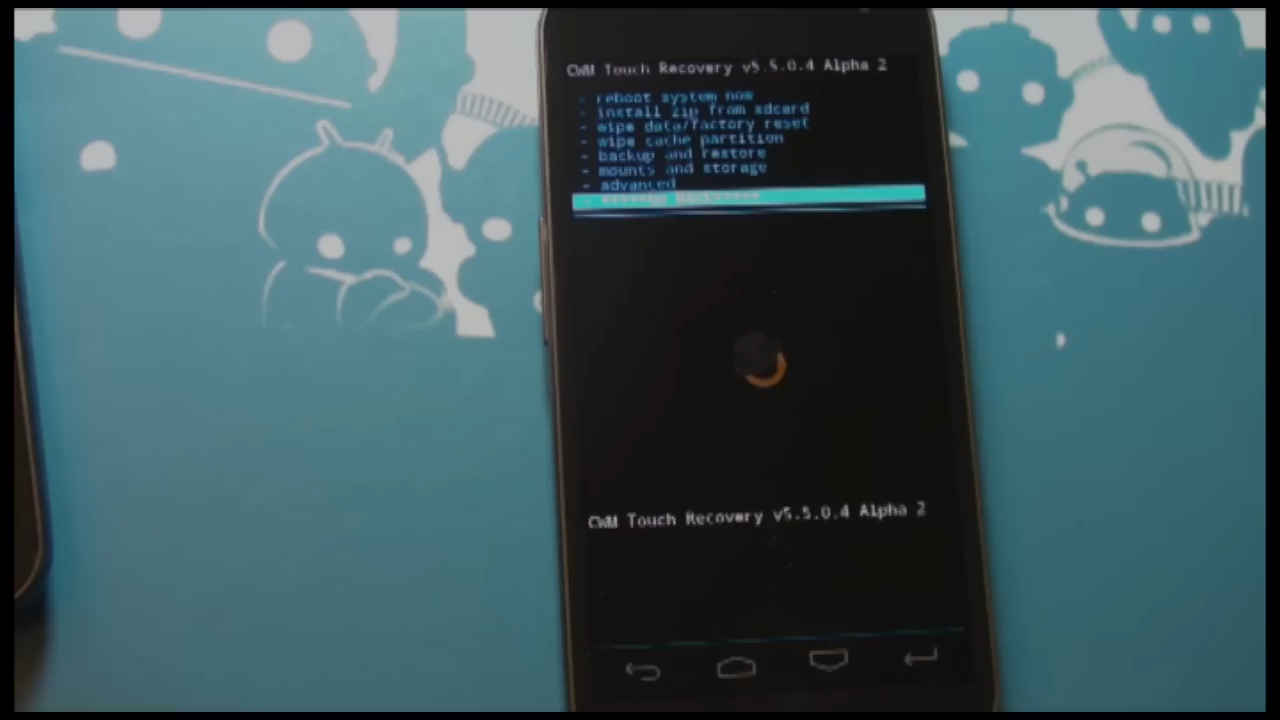 CWM Touch Recovery v5.5.0.4 Alpha 2
- reboot system now
- install zip from sdcard
- wipe data/factory reset
- wipe cache partition
- backup and restore
- mounts and storage
- advanced
CWM Touch Recovery v5.5.0.4 Alpha 2